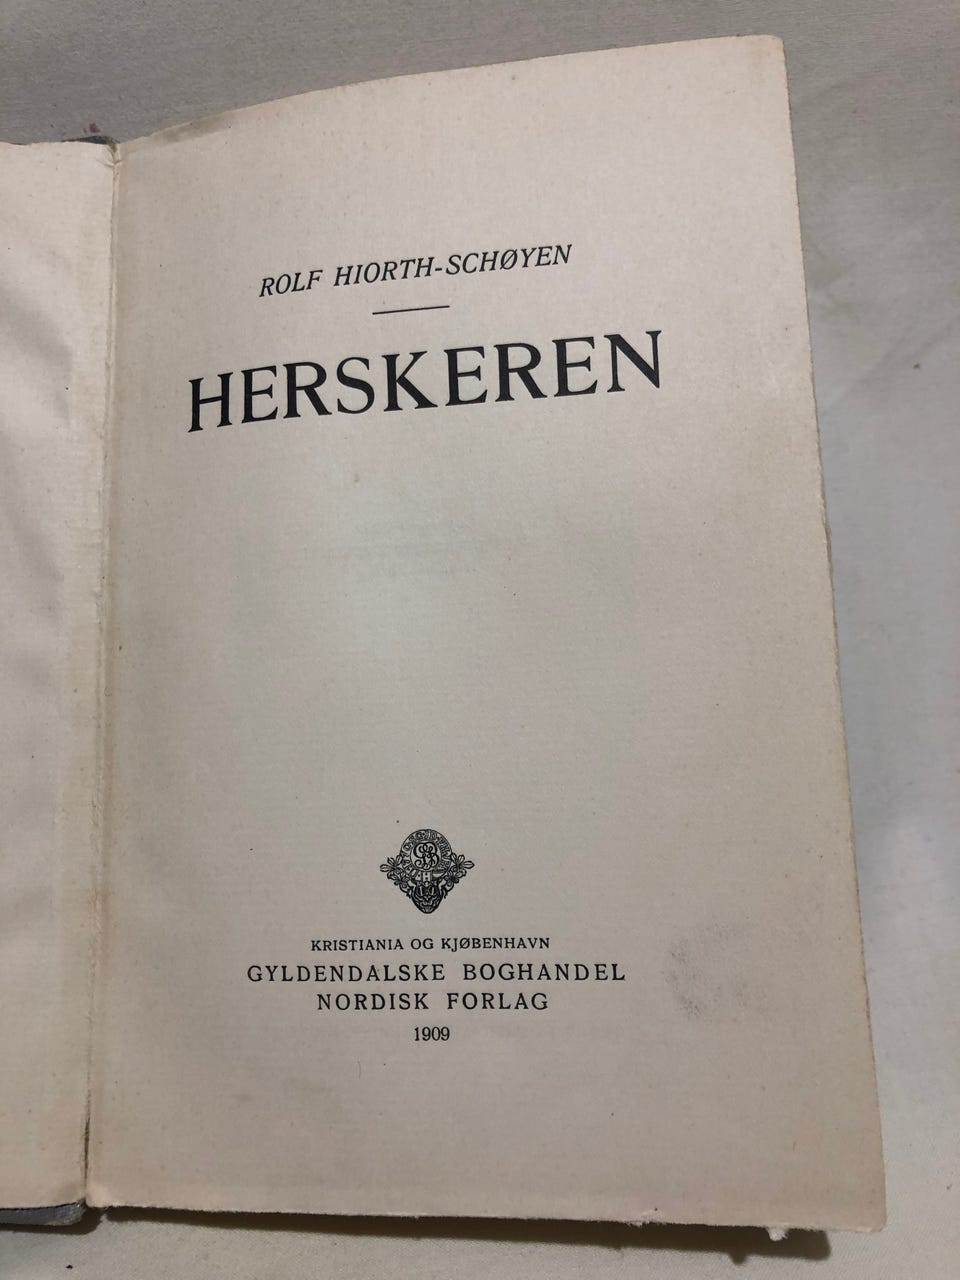 ROLF HIORTH-SCHØYEN
HERSKEREN
KRISTIANIA OG KJØBENHAVN
GYLDENDALSKE BOGHANDEL
NORDISK FORLAG
1909